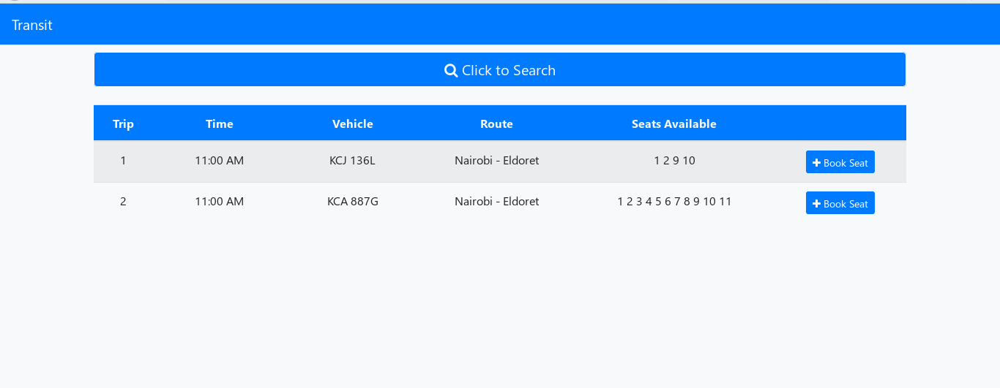 Transit
Click to Search
Trip Time Vehicle Route Seats Available
1 11:00 AM KCJ 136L Nairobi - Eldoret 1 2 9 10 Book Seat
2 11:00 AM KCA 887G Nairobi - Eldoret 1 2 3 4 5 6 7 8 9 10 11 Book Seat